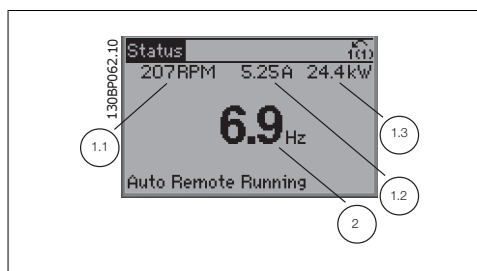 130BP062.10
Status 1(1)
207RPM 5.25A 24.4kW
6.9Hz
Auto Remote Running
1.1
1.3
1.2
2